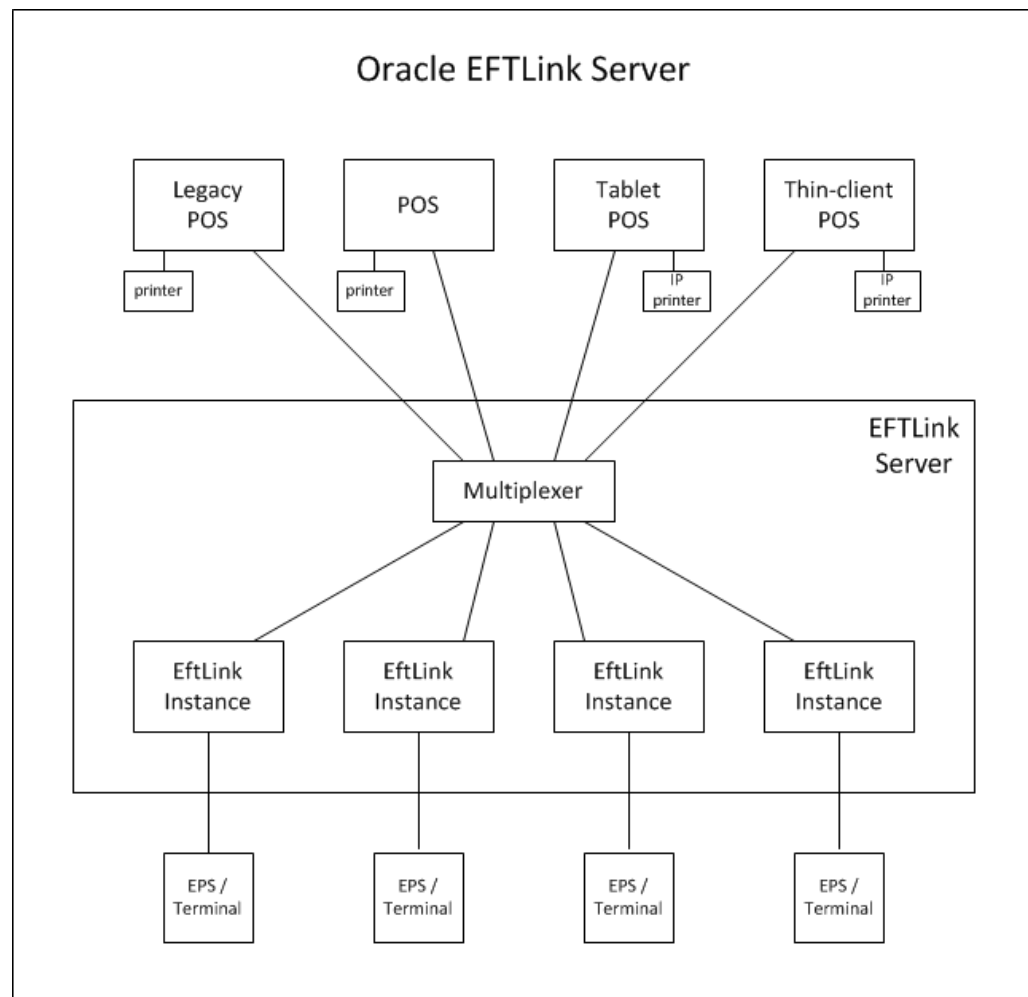 Oracle EFTLink Server
Legacy
POS
POS
Tablet
POS
Thin-client
POS
printer
printer
IP
printer
IP
printer
EFTLink
Server
Multiplexer
EftLink
Instance
EftLink
Instance
EftLink
Instance
EftLink
Instance
EPS /
Terminal
EPS /
Terminal
EPS /
Terminal
EPS /
Terminal